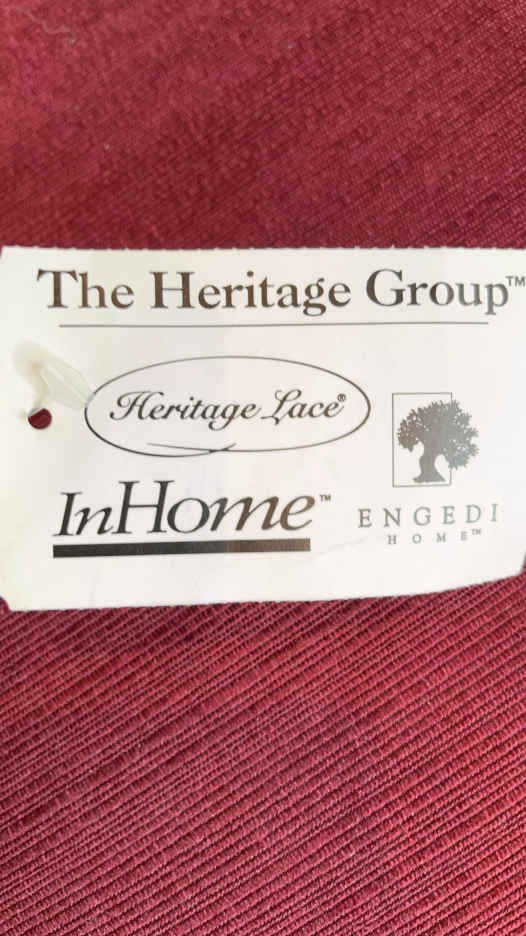 The Heritage Group™
Heritage Lace®
InHome™
ENGEDI
HOME™